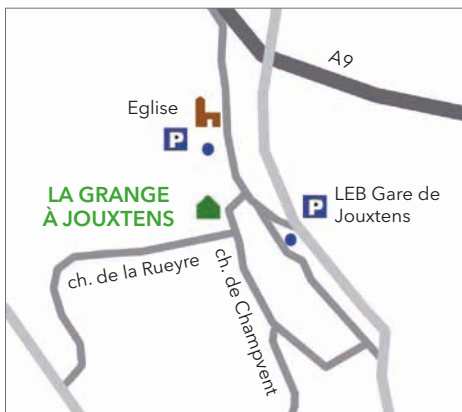 A9
Eglise
P
LA GRANGE
À JOUXTENS
P
LEB Gare de
Jouxtens
ch. de la Rueyre
ch. de Champvent